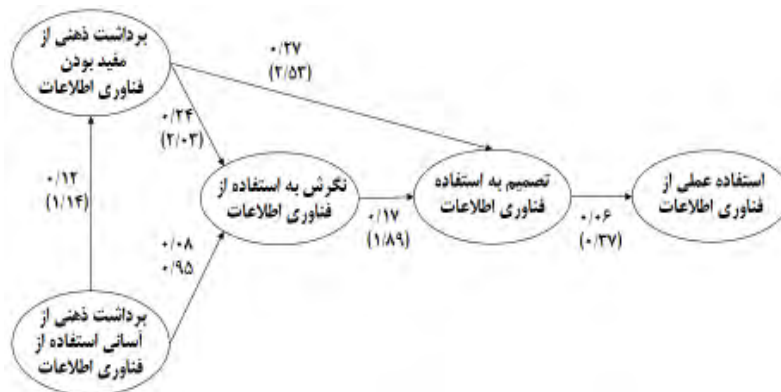 برداشت ذهنی از
مفید بودن
فناوری اطلاعات
۰/۲۷
(۲/۵۳)
۰/۲۴
(۲/۰۳)
۰/۱۲
(۱/۱۴)
نگرش به استفاده از
فناوری اطلاعات
تصمیم به استفاده
فناوری اطلاعات
استفاده عملی از
فناوری اطلاعات
۰/۱۷
(۱/۸۹)
۰/۰۶
(۰/۳۷)
۰/۰۸
۰/۹۵
برداشت ذهنی از
آسانی استفاده از
فناوری اطلاعات